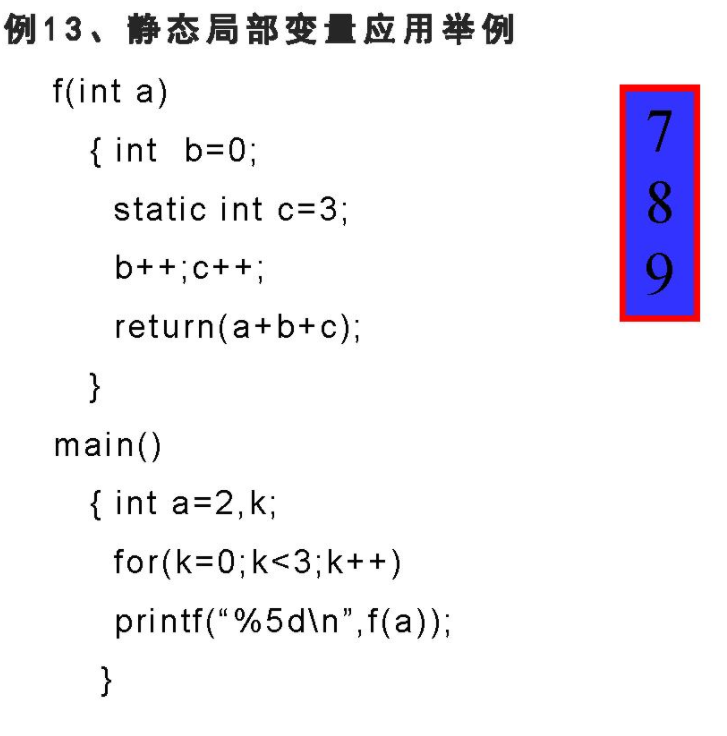 例13、静态局部变量应用举例
f(int a)
{ int b=0;
static int c=3;
b++;c++;
return(a+b+c);
}
main()
{ int a=2,k;
for(k=0;k<3;k++)
printf(“%5d\n”,f(a));
}
7
8
9